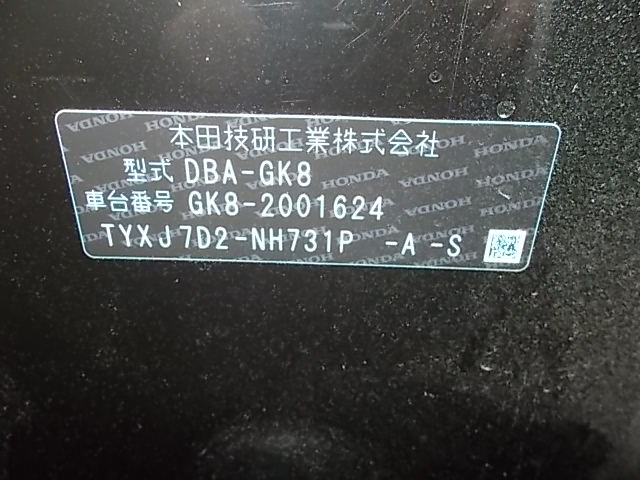 本田技研工業株式会社
型式 DBA-GK8
車台番号 GK8-2001624
TYXJ7D2-NH731P -A -S